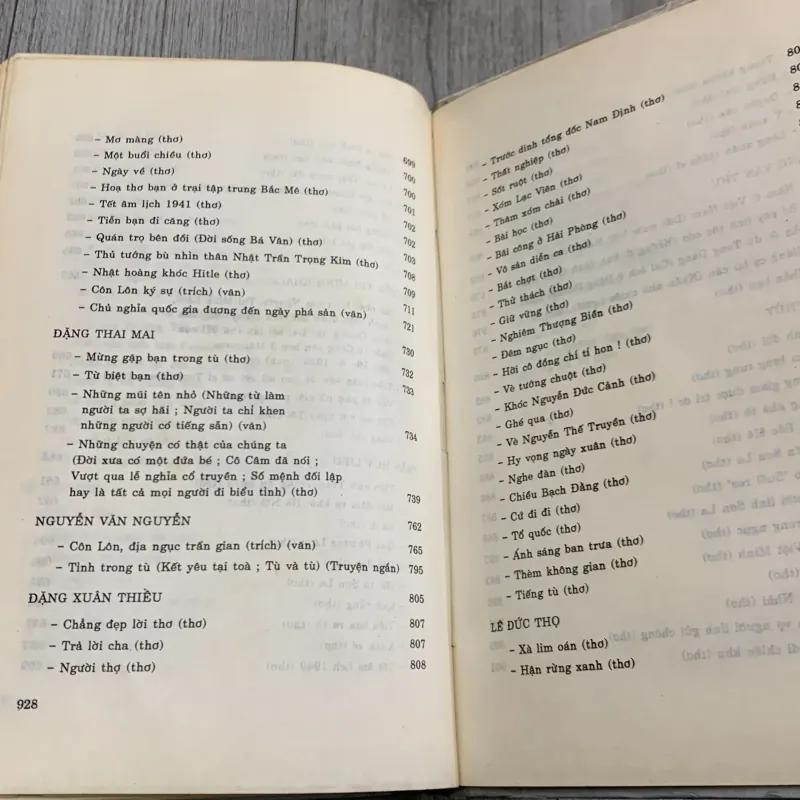 – Mơ màng (thơ) 699
– Một buổi chiều (thơ) 700
– Ngày về (thơ) 700
– Hoạ thơ bạn ở trại tập trung Bắc Mê (thơ) 701
– Tết âm lịch 1941 (thơ) 702
– Tiễn bạn đi căng (thơ) 702
– Quán trọ bên đồi (Đời sống Bá Vân) (thơ) 703
– Thủ tướng bù nhìn thân Nhật Trần Trọng Kim (thơ) 708
– Nhật hoàng khóc Hitle (thơ) 709
– Côn Lôn ký sự (trích) (văn) 711
– Chủ nghĩa quốc gia đương đến ngày phá sản (văn) 721
ĐẶNG THAI MAI 730
– Mừng gặp bạn trong tù (thơ) 732
– Từ biệt bạn (thơ) 733
– Những mũi tên nhỏ (Những từ làm
người ta sợ hãi ; Người ta chỉ khen
những người có tiếng sẵn) (văn) 734
– Những chuyện có thật của chúng ta
(Đời xưa có một đứa bé ; Cô Câm đã nói ;
Vượt qua lễ nghĩa cổ truyền ; Số mệnh đối lập
hay là tất cả mọi người đi biểu tình) (thơ) 739
NGUYỄN VĂN NGUYỄN 762
– Côn Lôn, địa ngục trần gian (trích) (văn) 765
– Tình trong tù (Kết yêu tại toà ; Tù và tù) (Truyện ngắn) 795
ĐẶNG XUÂN THIỀU 805
– Chẳng đẹp lời thơ (thơ) 807
– Trả lời cha (thơ) 807
– Người thợ (thơ) 808
928
– Trước dinh tổng đốc Nam Định (thơ)
– Thất nghiệp (thơ)
– Sốt ruột (thơ)
– Xóm Lạc Viên (thơ)
– Thăm xóm chài (thơ)
– Bài học (thơ)
– Bãi công ở Hải Phòng (thơ)
– Vô sản diễn ca (thơ)
– Bất chợt (thơ)
– Thử thách (thơ)
– Giữ vững (thơ)
– Nghiêm Thượng Biền (thơ)
– Đêm ngục (thơ)
– Hỡi cô đồng chí tí hon ! (thơ)
– Vè tướng chuột (thơ)
– Khóc Nguyễn Đức Cảnh (thơ)
– Ghé qua (thơ)
– Vè Nguyễn Thế Truyền (thơ)
– Hy vọng ngày xuân (thơ)
– Nghe đàn (thơ)
– Chiều Bạch Đằng (thơ)
– Cứ đi đi (thơ)
– Tổ quốc (thơ)
– Ánh sáng ban trưa (thơ)
– Thèm không gian (thơ)
– Tiếng tù (thơ)
LÊ ĐỨC THỌ
– Xà lim oán (thơ)
– Hận rừng xanh (thơ)